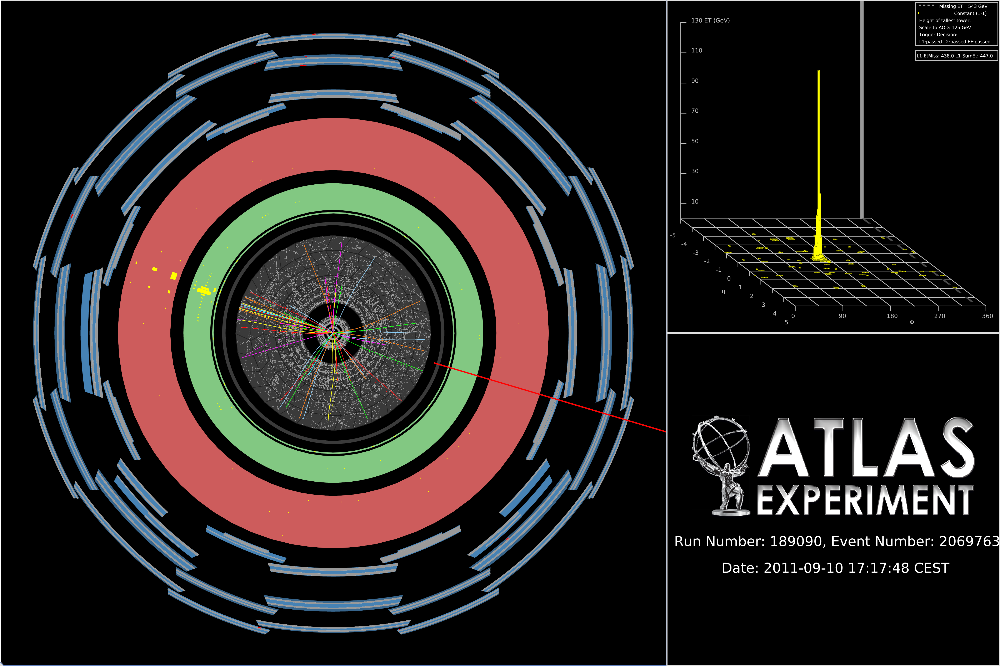 130 ET (GeV)
110
90
70
50
30
10
-5
-4
-3
-2
-1
0
1
2
3
4
5
η
0
90
180
270
360
Φ
Missing ET= 543 GeV
Constant (1-1)
Height of tallest tower:
Scale to AOD: 125 GeV
Trigger Decision:
L1:passed L2:passed EF:passed
L1-EtMiss: 438.0 L1-SumEt: 447.0
ATLAS
EXPERIMENT
Run Number: 189090, Event Number: 2069763
Date: 2011-09-10 17:17:48 CEST